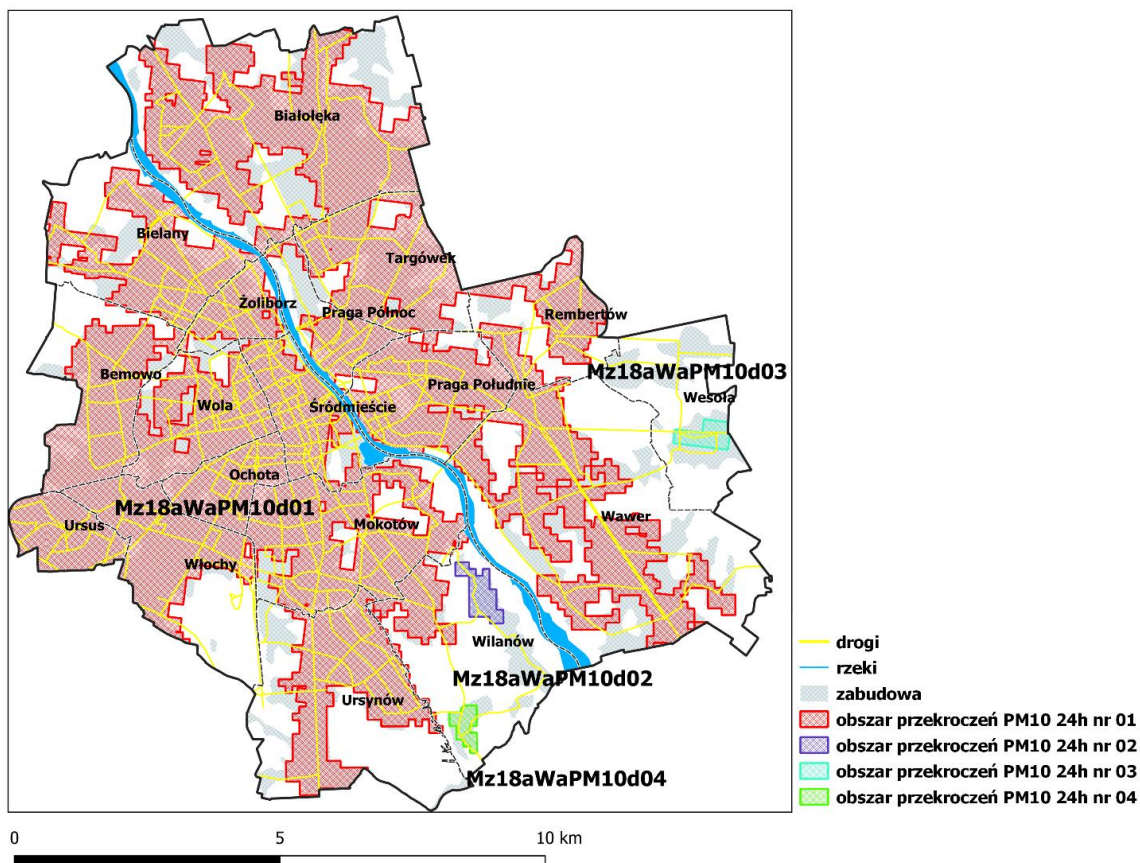 Białołęka
Bielany
Targówek
Żoliborz
Praga Północ
Rembertów
Mz18aWaPM10d03
Bemowo
Praga Południe
Wesoła
Wola
Śródmieście
Ochota
Mz18aWaPM10d01
Ursus
Mokotów
Wawer
Włochy
Wilanów
Mz18aWaPM10d02
Ursynów
Mz18aWaPM10d04
drogi
rzeki
zabudowa
obszar przekroczeń PM10 24h nr 01
obszar przekroczeń PM10 24h nr 02
obszar przekroczeń PM10 24h nr 03
obszar przekroczeń PM10 24h nr 04
0 5 10 km